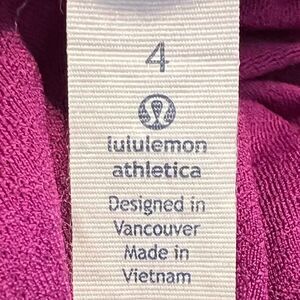 4
lululemon
athletica
Designed in
Vancouver
Made in
Vietnam